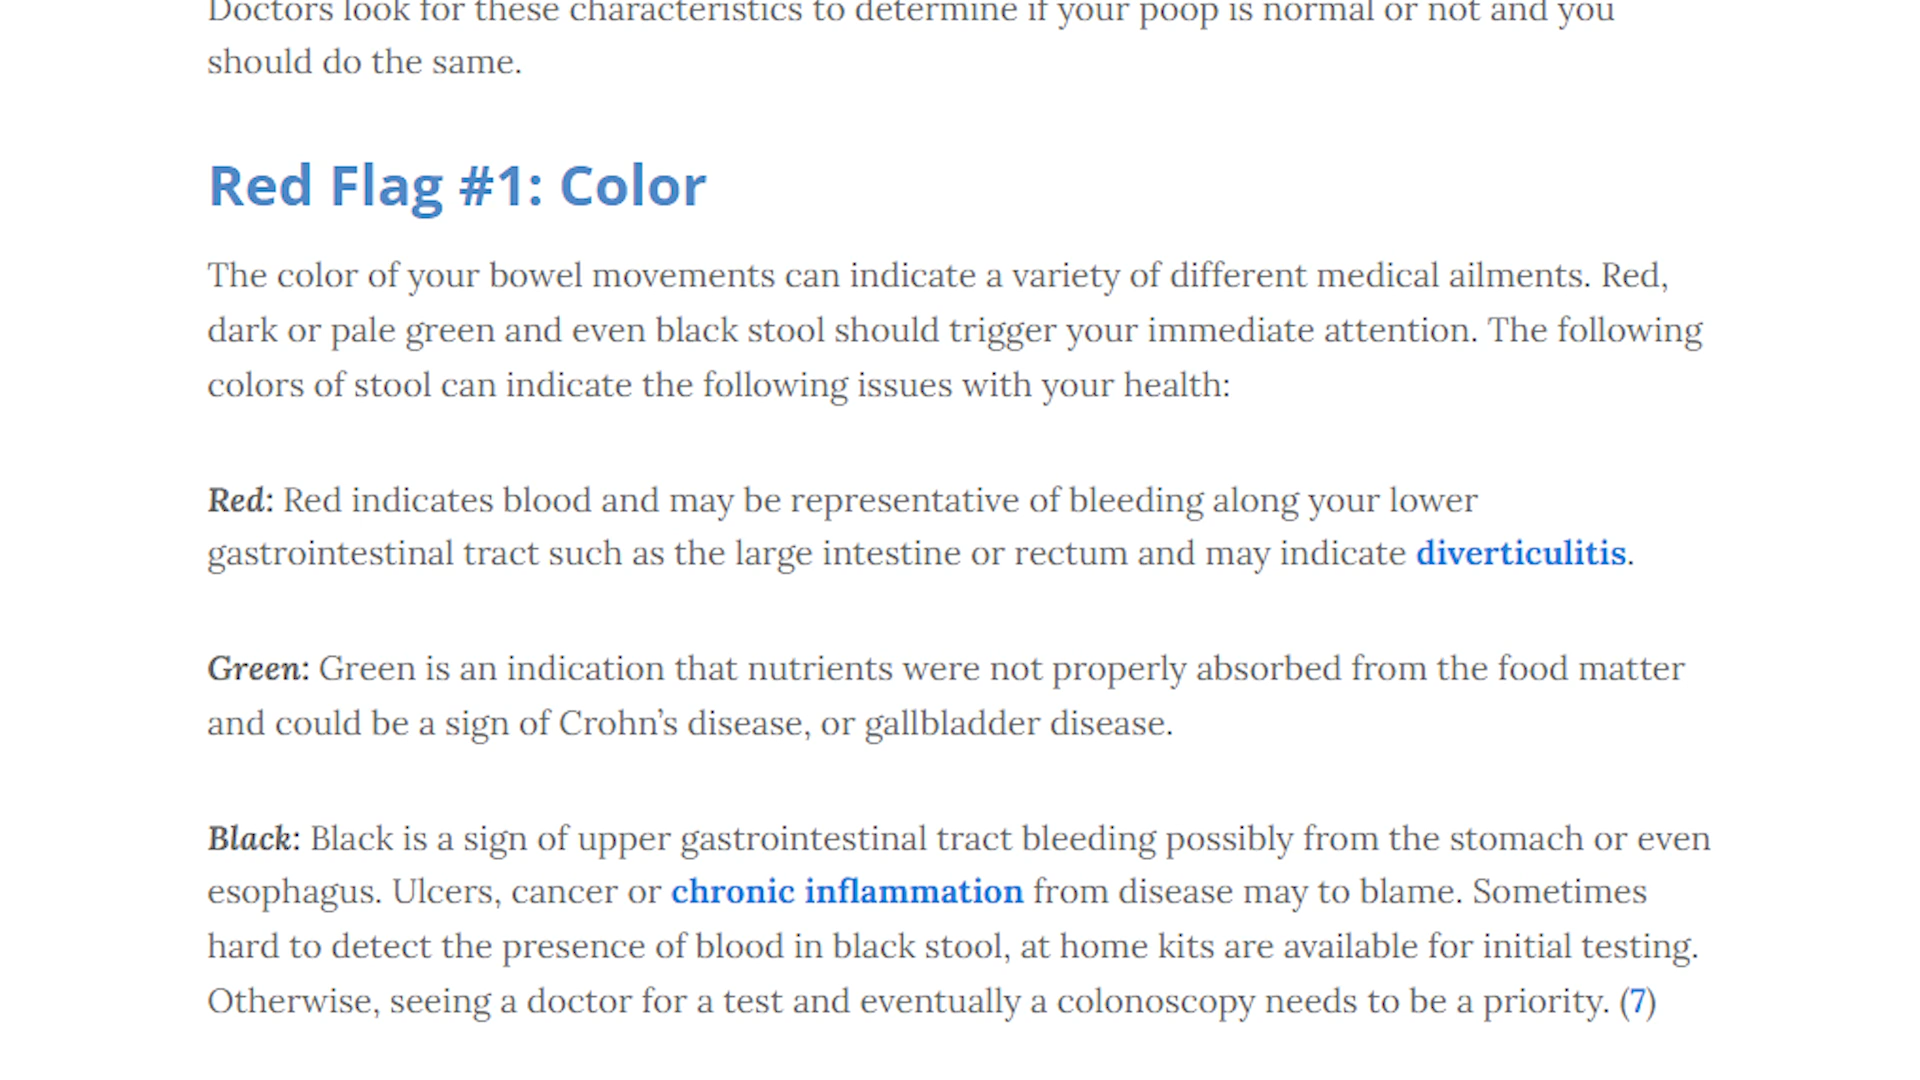 Doctors look for these characteristics to determine if your poop is normal or not and you
should do the same.
Red Flag #1: Color
The color of your bowel movements can indicate a variety of different medical ailments. Red,
dark or pale green and even black stool should trigger your immediate attention. The following
colors of stool can indicate the following issues with your health:
Red: Red indicates blood and may be representative of bleeding along your lower
gastrointestinal tract such as the large intestine or rectum and may indicate diverticulitis.
Green: Green is an indication that nutrients were not properly absorbed from the food matter
and could be a sign of Crohn’s disease, or gallbladder disease.
Black: Black is a sign of upper gastrointestinal tract bleeding possibly from the stomach or even
esophagus. Ulcers, cancer or chronic inflammation from disease may to blame. Sometimes
hard to detect the presence of blood in black stool, at home kits are available for initial testing.
Otherwise, seeing a doctor for a test and eventually a colonoscopy needs to be a priority. (7)